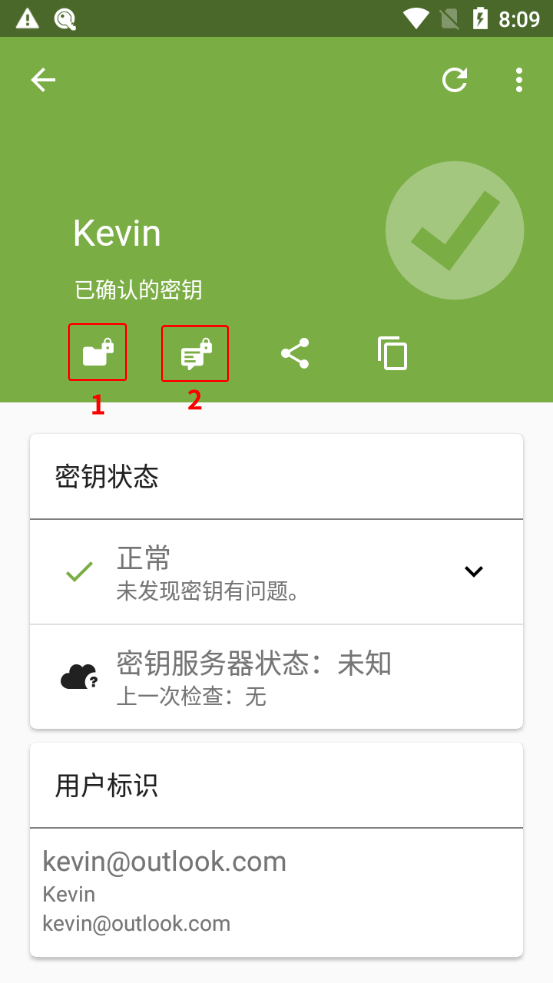 8:09
Kevin
已确认的密钥
1
2
密钥状态
正常
未发现密钥有问题。
密钥服务器状态：未知
上一次检查：无
用户标识
kevin@outlook.com
Kevin
kevin@outlook.com